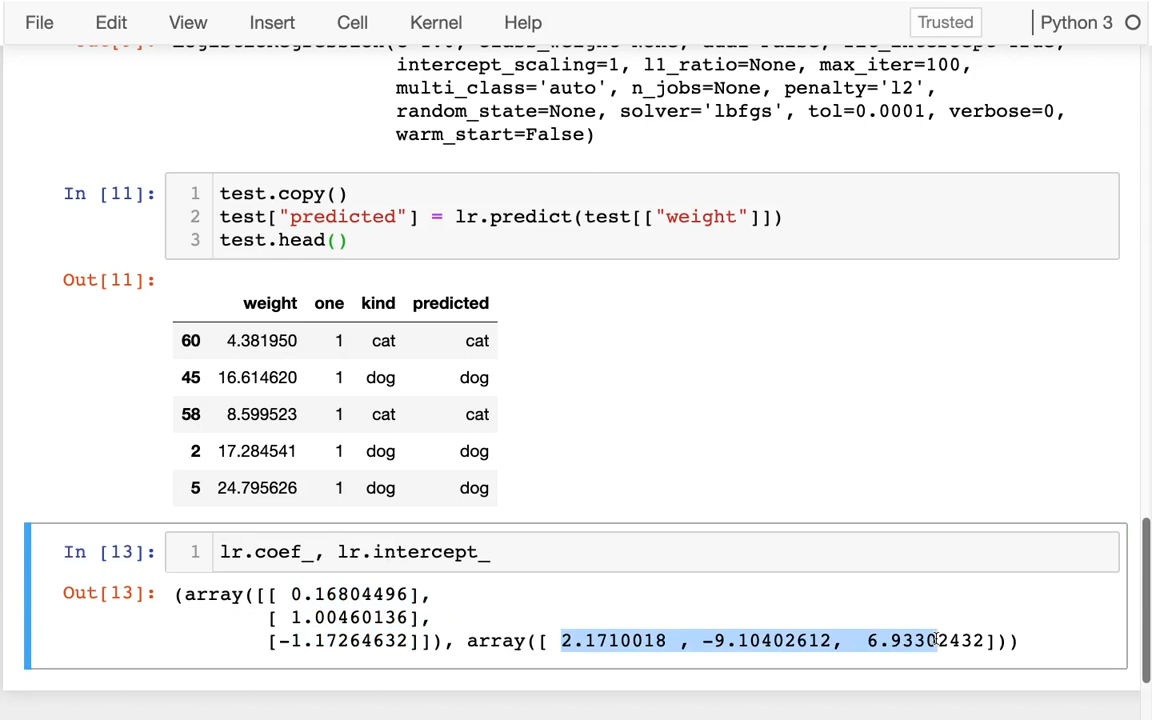 File Edit View Insert Cell Kernel Help Trusted Python 3
intercept_scaling=1, l1_ratio=None, max_iter=100,
multi_class='auto', n_jobs=None, penalty='l2',
random_state=None, solver='lbfgs', tol=0.0001, verbose=0,
warm_start=False)
In [11]: 1 test.copy()
2 test["predicted"] = lr.predict(test[["weight"]])
3 test.head()
Out[11]:
weight one kind predicted
60 4.381950 1 cat cat
45 16.614620 1 dog dog
58 8.599523 1 cat cat
2 17.284541 1 dog dog
5 24.795626 1 dog dog
In [13]: 1 lr.coef_, lr.intercept_
Out[13]: (array([[ 0.16804496],
[ 1.00460136],
[-1.17264632]]), array([ 2.1710018 , -9.10402612, 6.93302432]))